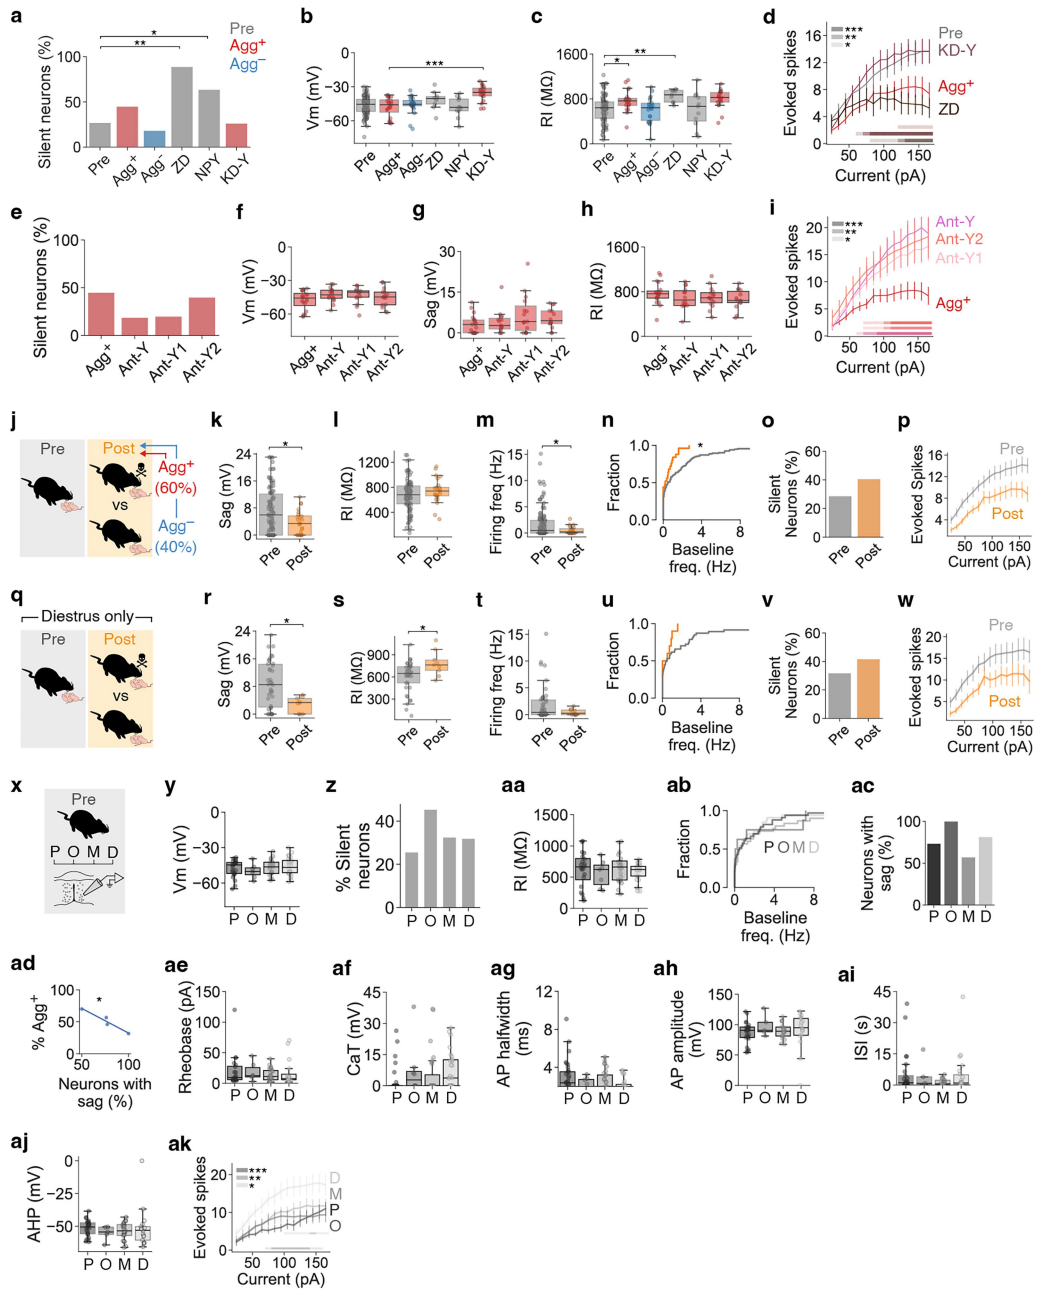 a
Silent neurons (%)
100
50
0
* 
**
Pre
Agg+
Agg−
Pre
Agg+
Agg−
ZD
NPY
KD-Y
b
Vm (mV)
0
−30
−60
***
Pre
Agg+
Agg−
ZD
NPY
KD-Y
c
RI (MΩ)
1600
800
0
**
*
Pre
Agg+
Agg−
ZD
NPY
KD-Y
d
Evoked spikes
16
12
8
4
***
**
*
Pre
KD-Y
Agg+
ZD
50 100 150
Current (pA)
e
Silent neurons (%)
100
50
0
Agg+
Ant-Y
Ant-Y1
Ant-Y2
f
Vm (mV)
0
−30
−60
Agg+
Ant-Y
Ant-Y1
Ant-Y2
g
Sag (mV)
30
15
0
Agg+
Ant-Y
Ant-Y1
Ant-Y2
h
RI (MΩ)
1600
800
0
Agg+
Ant-Y
Ant-Y1
Ant-Y2
i
Evoked spikes
20
15
10
5
0
***
**
*
Ant-Y
Ant-Y2
Ant-Y1
Agg+
50 100 150
Current (pA)
j
Pre
Post
vs
Agg+
(60%)
Agg−
(40%)
k
Sag (mV)
24
16
8
0
*
Pre
Post
l
RI (MΩ)
1200
800
400
Pre
Post
m
Firing freq (Hz)
15
10
5
0
*
Pre
Post
n
Fraction
1.0
0.5
0.0
*
0 4 8
Baseline
freq. (Hz)
o
Silent
Neurons (%)
60
40
20
0
Pre
Post
p
Evoked Spikes
16
12
8
4
Pre
Post
50 100 150
Current (pA)
q
Diestrus only
Pre
Post
vs
r
Sag (mV)
24
16
8
0
*
Pre
Post
s
RI (MΩ)
900
600
300
*
Pre
Post
t
Firing freq (Hz)
15
10
5
0
Pre
Post
u
Fraction
1.0
0.5
0.0
0 4 8
Baseline
freq. (Hz)
v
Silent
Neurons (%)
60
40
20
0
Pre
Post
w
Evoked spikes
20
15
10
5
Pre
Post
50 100 150
Current (pA)
x
Pre
P O M D
y
Vm (mV)
0
−30
−60
P O M D
z
% Silent
neurons
40
20
0
P O M D
aa
RI (MΩ)
1500
1000
500
0
P O M D
ab
Fraction
1.0
0.5
0.0
P O M D
0 4 8
Baseline
freq. (Hz)
ac
Neurons with
sag (%)
100
50
0
P O M D
ad
% Agg+
100
50
0
*
50 100
Neurons with
sag (%)
ae
Rheobase (pA)
150
100
50
0
P O M D
af
CaT (mV)
45
30
15
0
P O M D
ag
AP halfwidth
(ms)
12
8
4
P O M D
ah
AP amplitude
(mV)
150
100
50
0
P O M D
ai
ISI (s)
45
30
15
0
P O M D
aj
AHP (mV)
0
−25
−50
P O M D
ak
Evoked spikes
20
10
0
***
**
*
D
M
P
O
50 100 150
Current (pA)